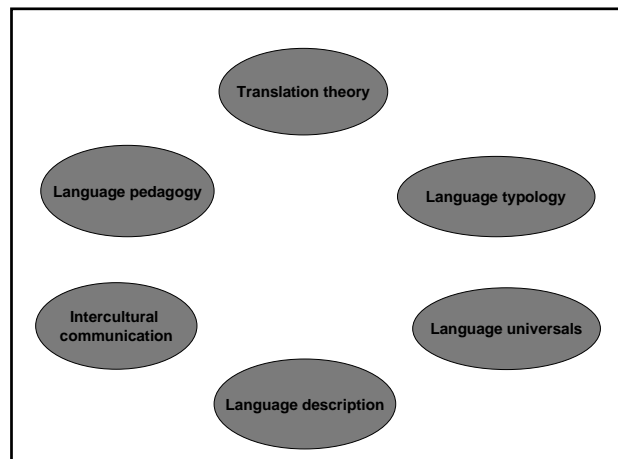 Translation theory
Language pedagogy
Language typology
Intercultural
communication
Language universals
Language description